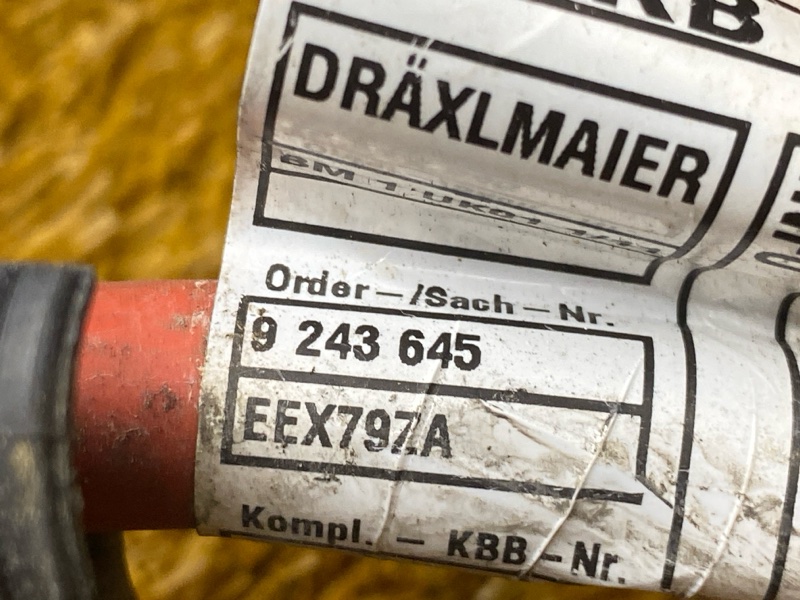 KB
DRÄXLMAIER
Order-/Sach-Nr.
9 243 645
EEX79ZA
Kompl. - KBB-Nr.